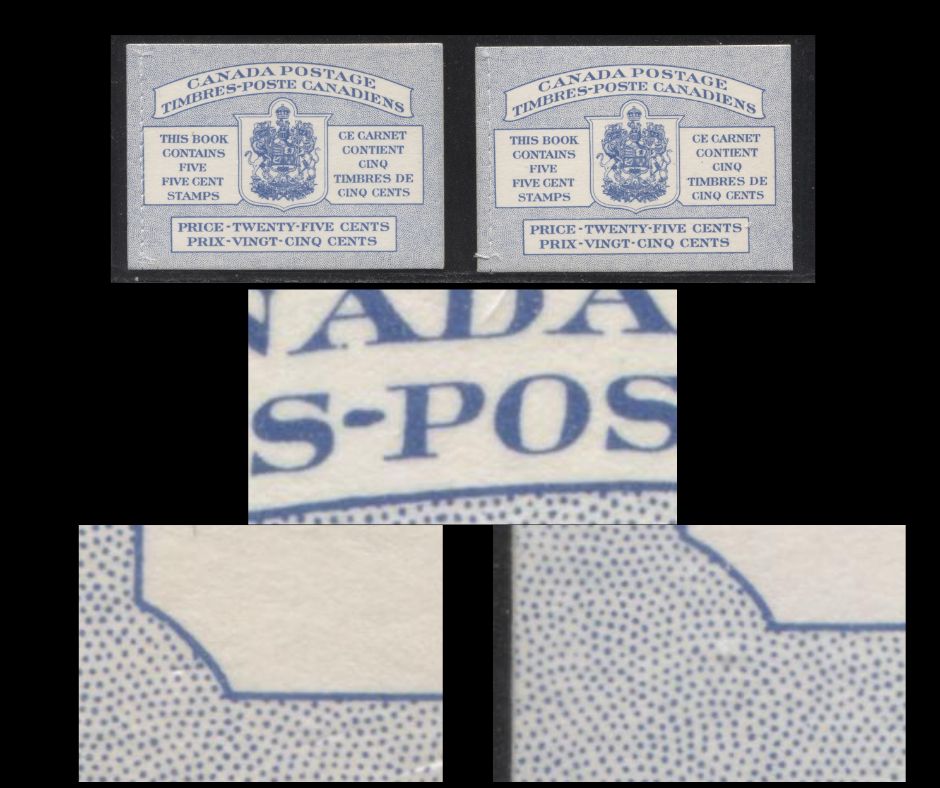 CANADA POSTAGE
TIMBRES-POSTE CANADIENS
THIS BOOK
CONTAINS
FIVE
FIVE CENT
STAMPS
CE CARNET
CONTIENT
CINQ
TIMBRES DE
CINQ CENTS
PRICE-TWENTY-FIVE CENTS
PRIX-VINGT-CINQ CENTS
CANADA POSTAGE
TIMBRES-POSTE CANADIENS
THIS BOOK
CONTAINS
FIVE
FIVE CENT
STAMPS
CE CARNET
CONTIENT
CINQ
TIMBRES DE
CINQ CENTS
PRICE-TWENTY-FIVE CENTS
PRIX-VINGT-CINQ CENTS
NADA
S-POS